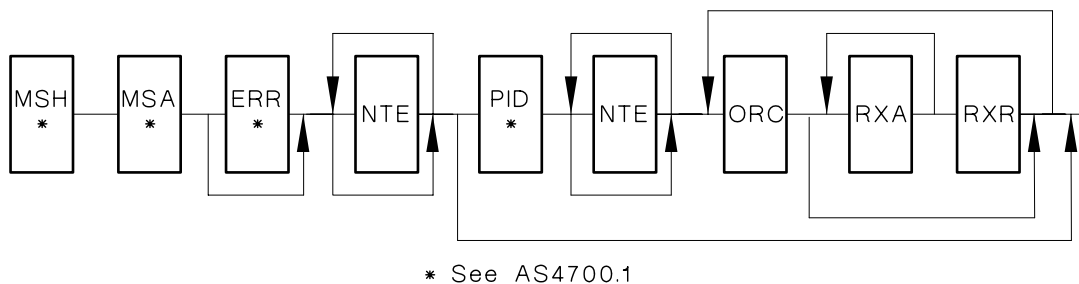 MSH
*
MSA
*
ERR
*
NTE
PID
*
NTE
ORC
RXA
RXR
* See AS4700.1